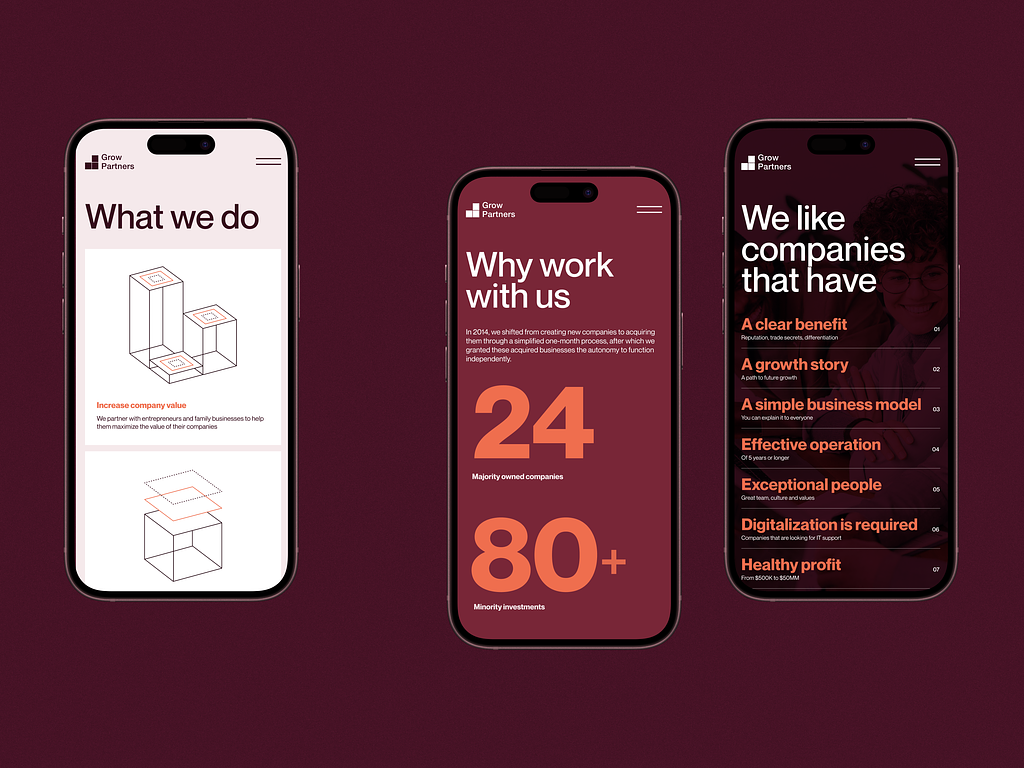 Grow
Partners
What we do
Increase company value
We partner with entrepreneurs and family businesses to help
them maximize the value of their companies
Grow
Partners
Why work
with us
In 2014, we shifted from creating new companies to acquiring
them through a simplified one-month process, after which we
granted these acquired businesses the autonomy to function
independently.
24
Majority owned companies
80+
Minority investments
Grow
Partners
We like
companies
that have
A clear benefit
01
Reputation, trade secrets, differentiation
A growth story
02
A path to future growth
A simple business model
03
You can explain it to everyone
Effective operation
04
Of 5 years or longer
Exceptional people
05
Great team, culture and values
Digitalization is required
06
Companies that are looking for IT support
Healthy profit
07
From $500K to $50MM